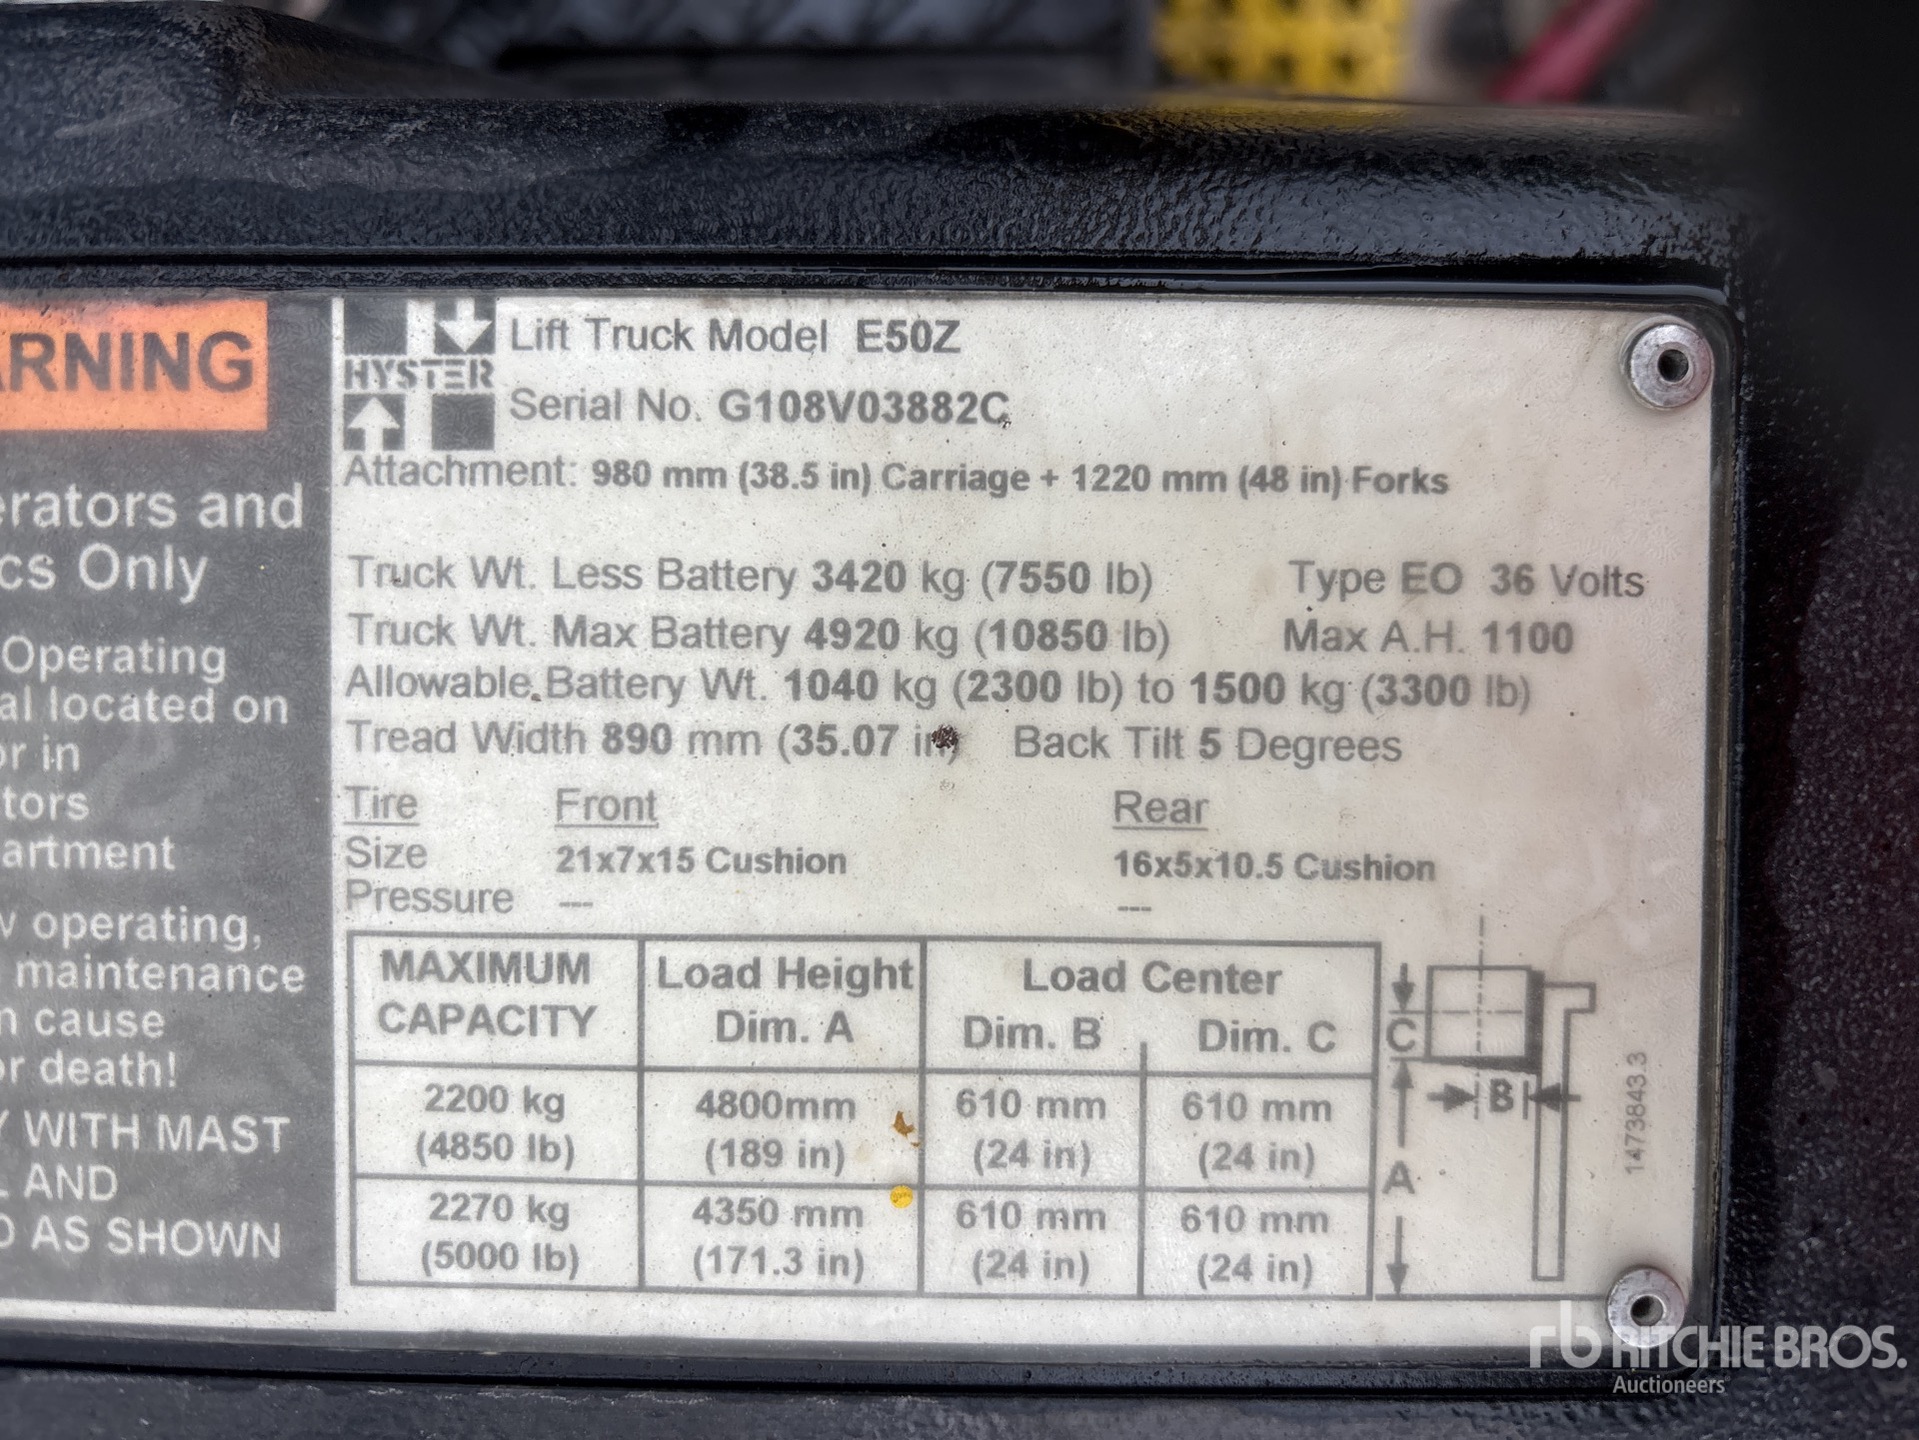 ARNING
erators and
cs Only
Operating
al located on
or in
tors
artment
w operating,
maintenance
n cause
or death!
Y WITH MAST
L AND
D AS SHOWN
HYSTER
Lift Truck Model E50Z
Serial No. G108V03882C
Attachment: 980 mm (38.5 in) Carriage + 1220 mm (48 in) Forks
Truck Wt. Less Battery 3420 kg (7550 lb) Type EO 36 Volts
Truck Wt. Max Battery 4920 kg (10850 lb) Max A.H. 1100
Allowable Battery Wt. 1040 kg (2300 lb) to 1500 kg (3300 lb)
Tread Width 890 mm (35.07 in) Back Tilt 5 Degrees
Tire Front Rear
Size 21x7x15 Cushion 16x5x10.5 Cushion
Pressure --- ---
MAXIMUM CAPACITY Load Height Dim. A Load Center
Dim. B Dim. C
2200 kg 4800mm 610 mm 610 mm
(4850 lb) (189 in) (24 in) (24 in)
2270 kg 4350 mm 610 mm 610 mm
(5000 lb) (171.3 in) (24 in) (24 in)
C
B
A
1473843.3
rb RITCHIE BROS.
Auctioneers